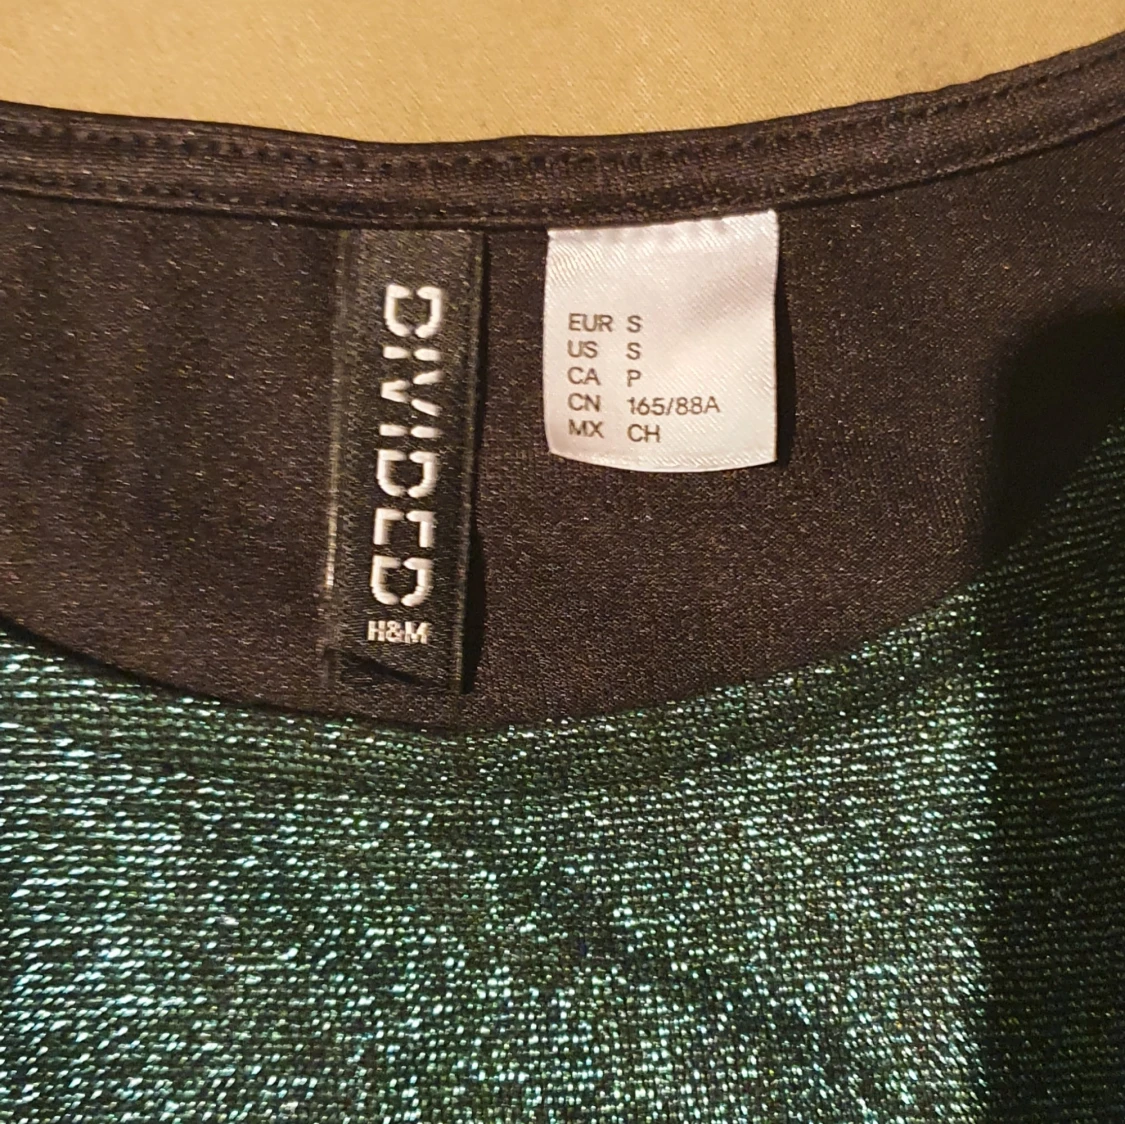 DIVIDED
H&M
EUR S
US S
CA P
CN 165/88A
MX CH